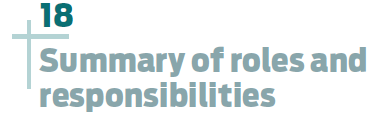 18
Summary of roles and
responsibilities